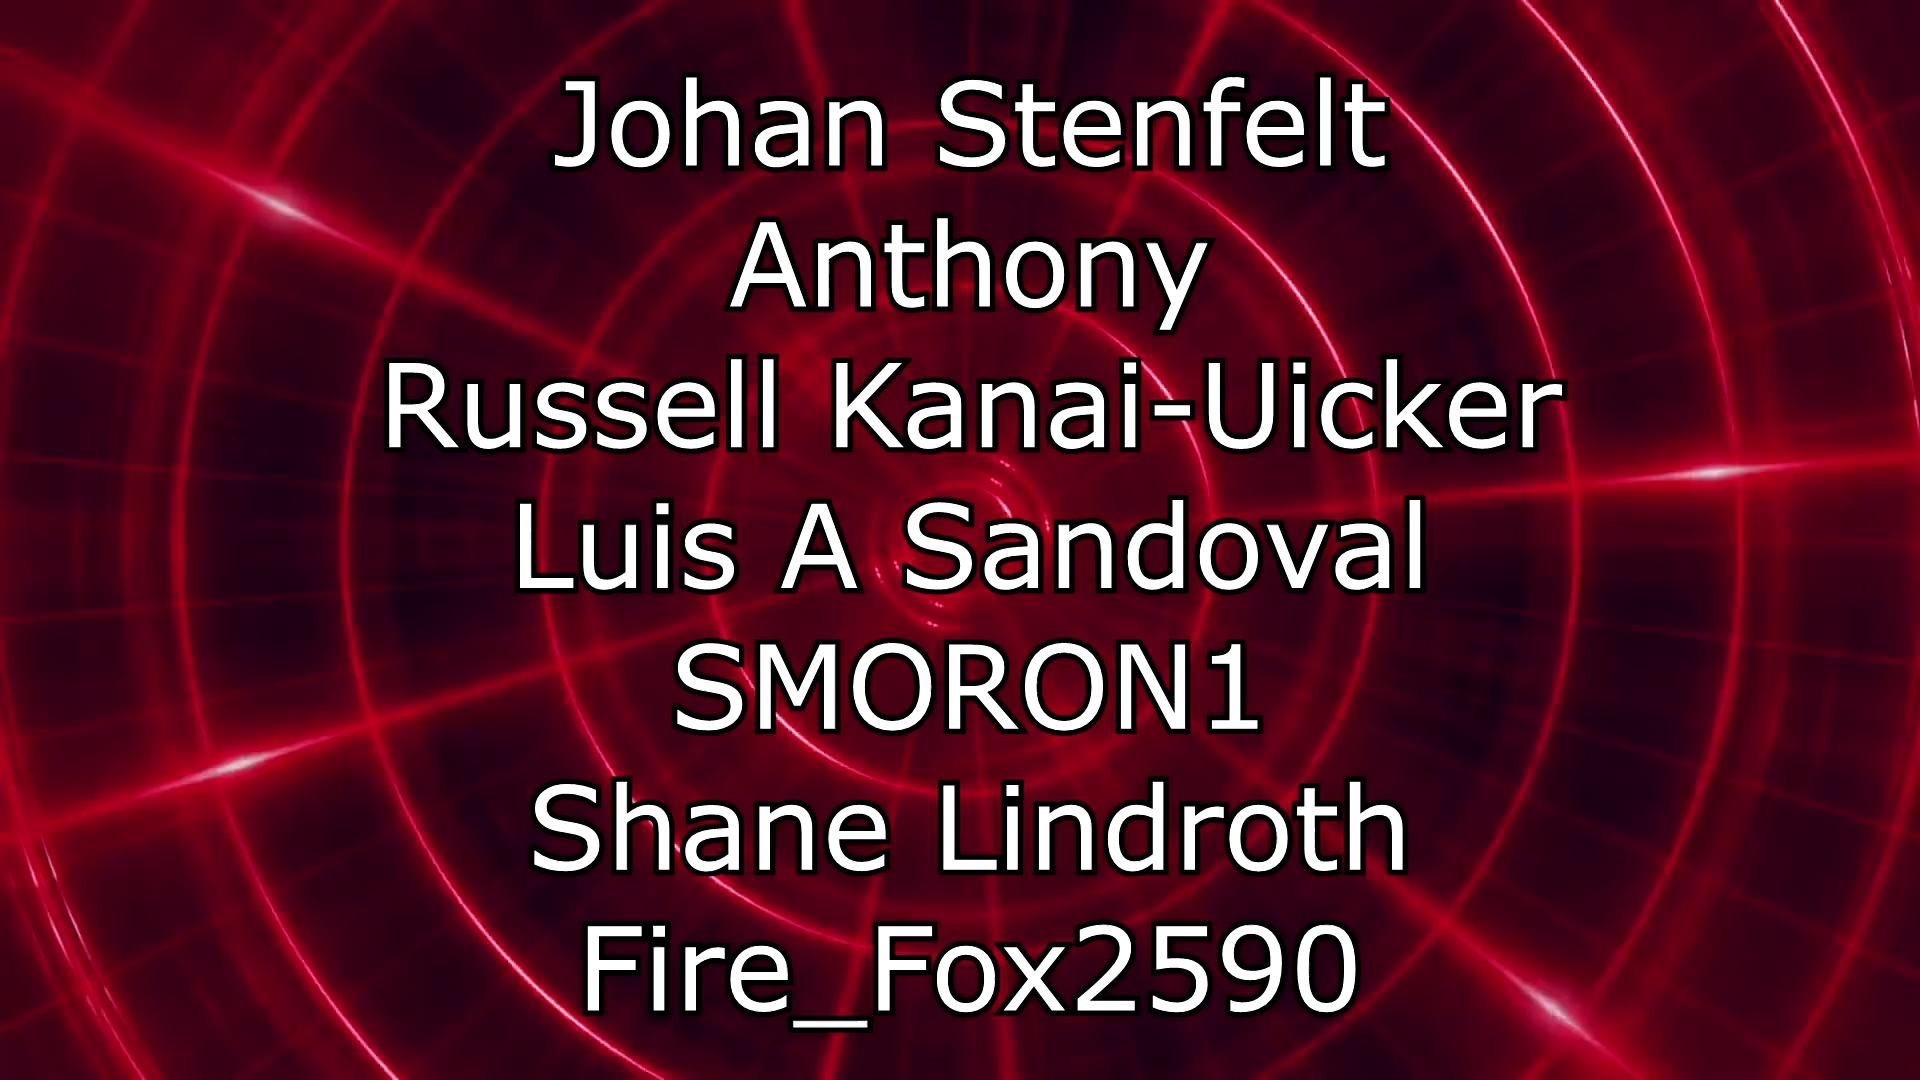 Johan Stenfelt
Anthony
Russell Kanai-Uicker
Luis A Sandoval
SMORON1
Shane Lindroth
Fire_Fox2590